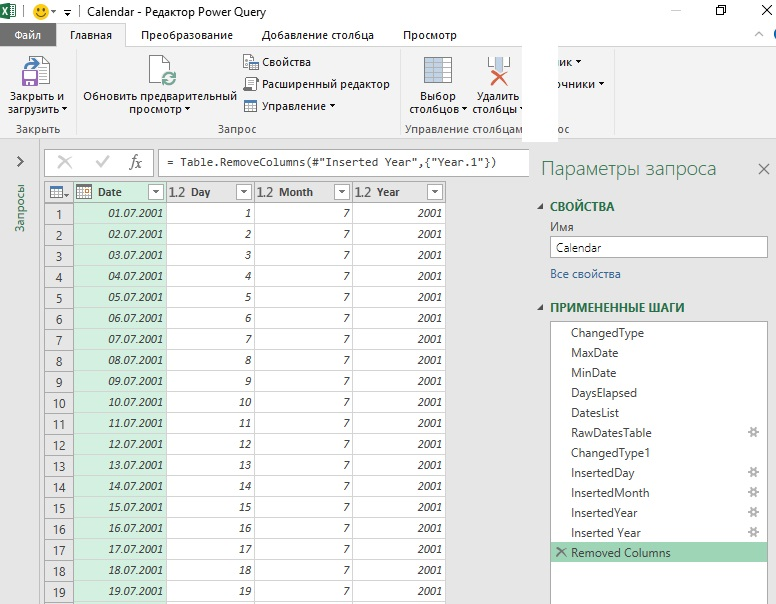 Calendar - Редактор Power Query
Файл Главная Преобразование Добавление столбца Просмотр
Закрыть и загрузить
Закрыть
Обновить предварительный просмотр
Свойства
Расширенный редактор
Управление
Запрос
Выбор столбцов
Удалить столбцы
Управление столбцам
Запросы
fx = Table.RemoveColumns(#"Inserted Year",{"Year.1"})
Date 1.2 Day 1.2 Month 1.2 Year
1 01.07.2001 1 7 2001
2 02.07.2001 2 7 2001
3 03.07.2001 3 7 2001
4 04.07.2001 4 7 2001
5 05.07.2001 5 7 2001
6 06.07.2001 6 7 2001
7 07.07.2001 7 7 2001
8 08.07.2001 8 7 2001
9 09.07.2001 9 7 2001
10 10.07.2001 10 7 2001
11 11.07.2001 11 7 2001
12 12.07.2001 12 7 2001
13 13.07.2001 13 7 2001
14 14.07.2001 14 7 2001
15 15.07.2001 15 7 2001
16 16.07.2001 16 7 2001
17 17.07.2001 17 7 2001
18 18.07.2001 18 7 2001
19 19.07.2001 19 7 2001
Параметры запроса
СВОЙСТВА
Имя
Calendar
Все свойства
ПРИМЕНЕННЫЕ ШАГИ
ChangedType
MaxDate
MinDate
DaysElapsed
DatesList
RawDatesTable
ChangedType1
InsertedDay
InsertedMonth
InsertedYear
Inserted Year
Removed Columns